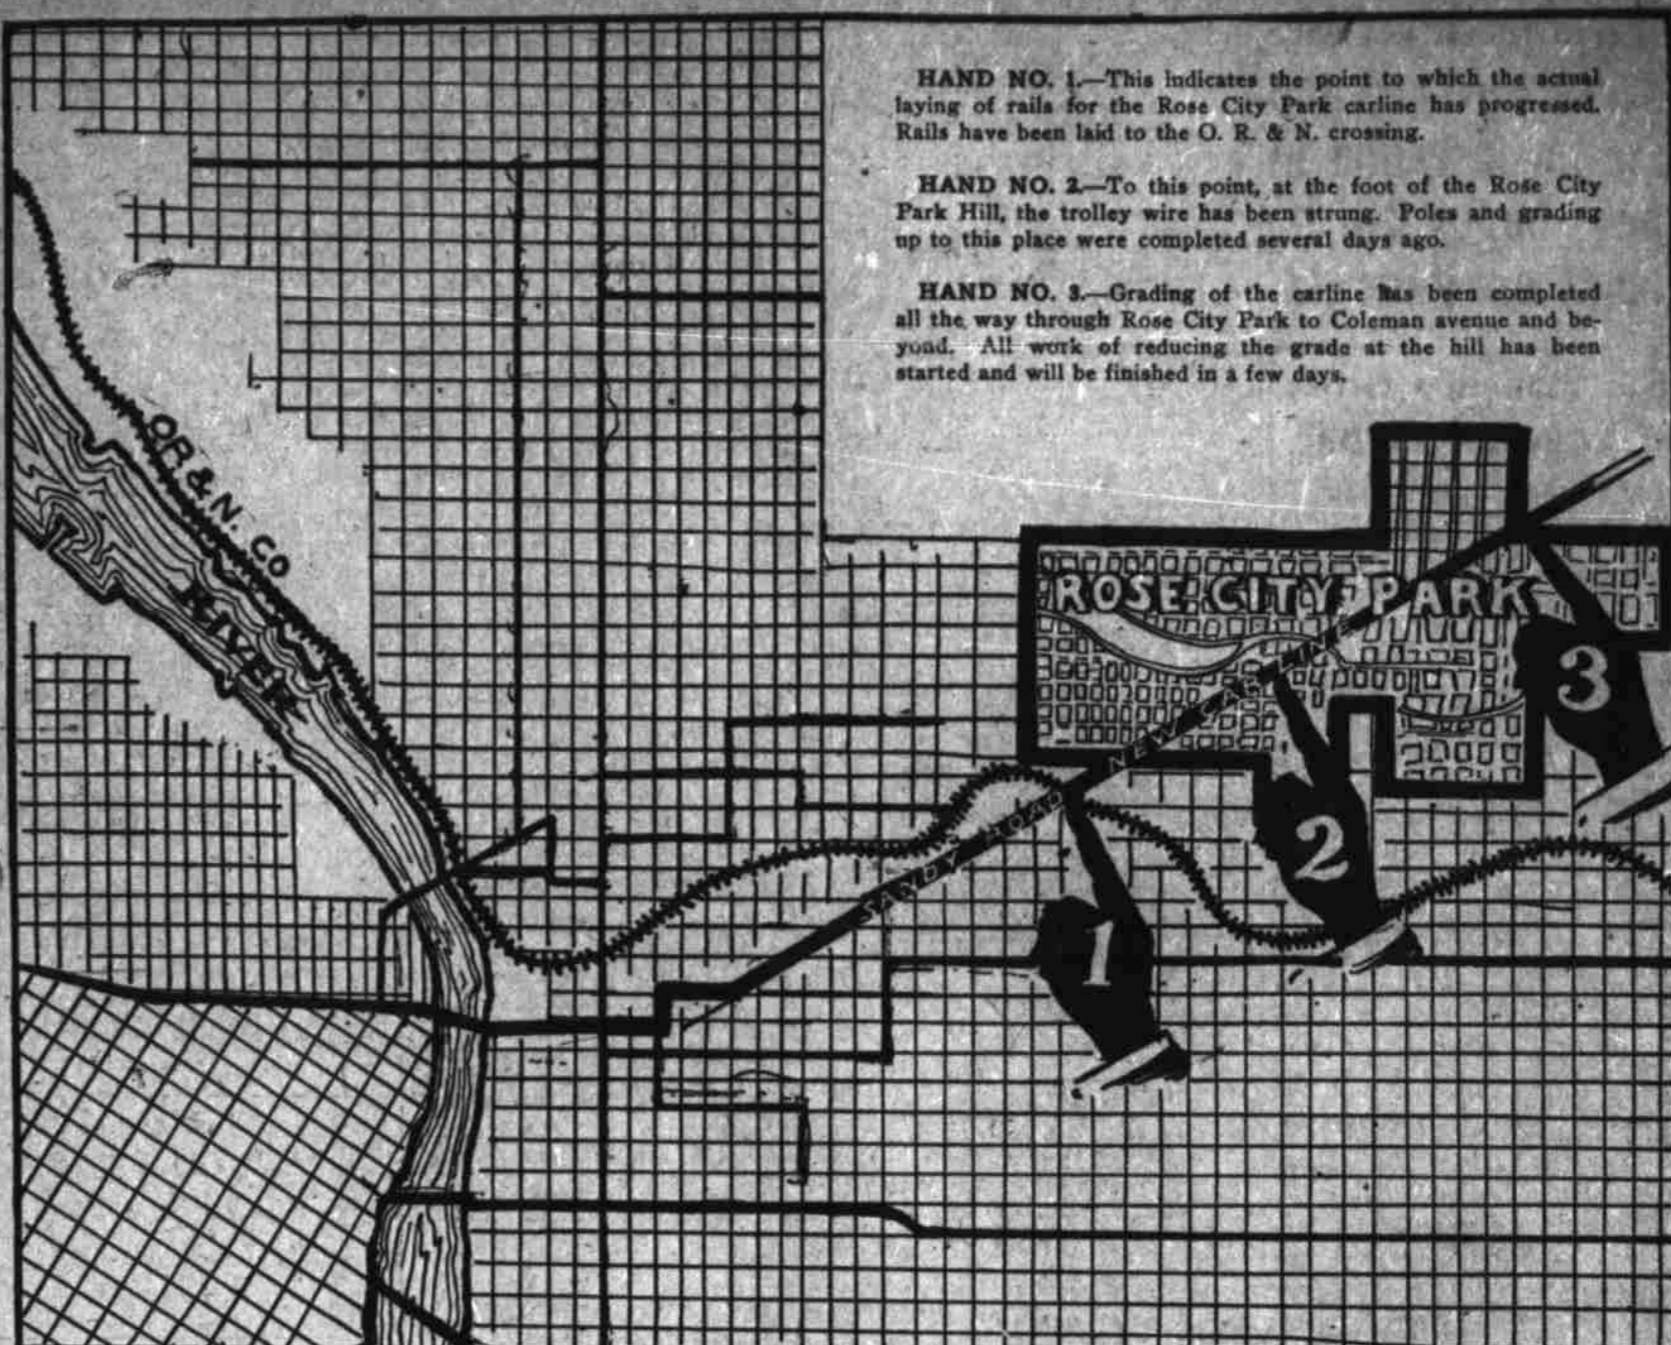 HAND NO. 1.—This indicates the point to which the actual
laying of rails for the Rose City Park carline has progressed.
Rails have been laid to the O. R. & N. crossing.
HAND NO. 2.—To this point, at the foot of the Rose City
Park Hill, the trolley wire has been strung. Poles and grading
up to this place were completed several days ago.
HAND NO. 3.—Grading of the carline has been completed
all the way through Rose City Park to Coleman avenue and be-
yond. All work of reducing the grade at the hill has been
started and will be finished in a few days.
OR & N. CO
RIVER
ROSE CITY PARK
NEW CAR LINE
SANDY ROAD
3
2
1